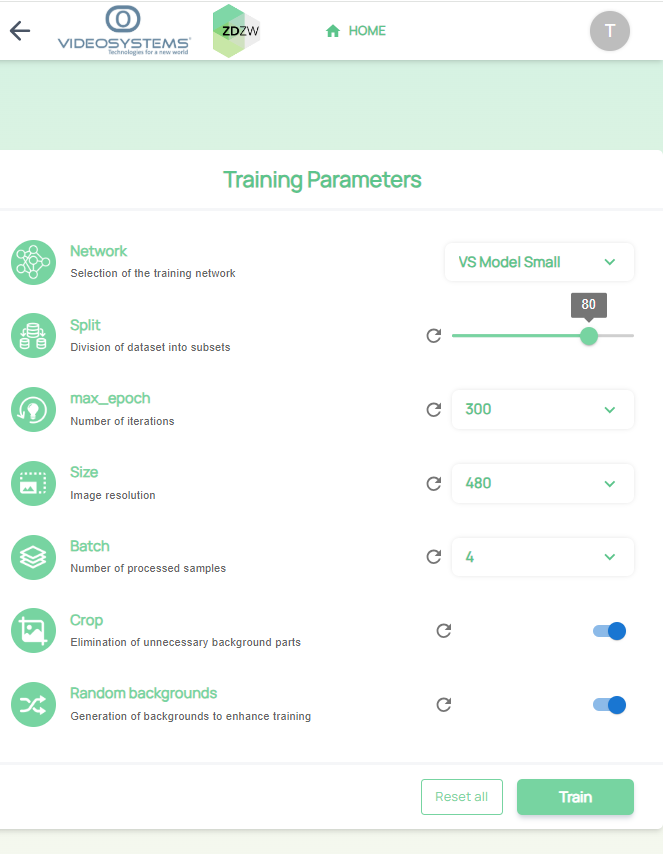 VIDEOSYSTEMS®
Technologies for a new world
ZDZW
HOME
T
Training Parameters
Network
Selection of the training network
VS Model Small
80
Split
Division of dataset into subsets
max_epoch
Number of iterations
300
Size
Image resolution
480
Batch
Number of processed samples
4
Crop
Elimination of unnecessary background parts
Random backgrounds
Generation of backgrounds to enhance training
Reset all
Train